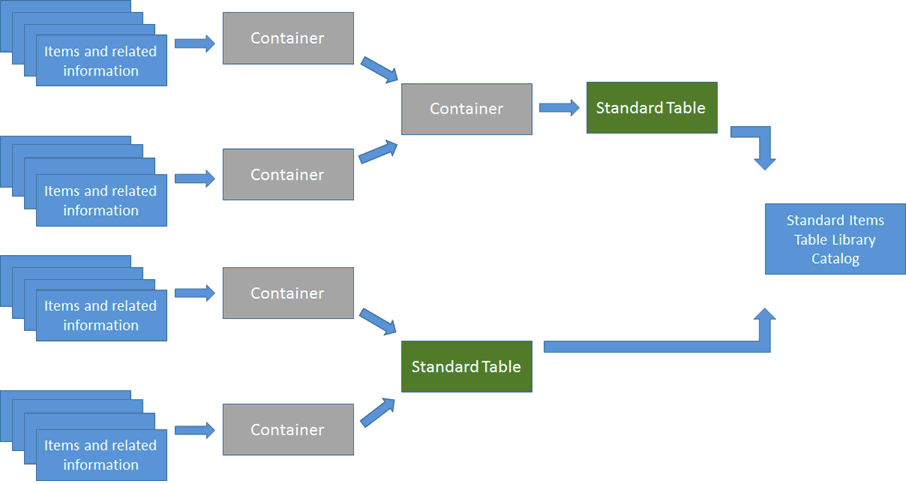 Items and related
information
Container
Container
Standard Table
Items and related
information
Container
Standard Items
Table Library
Catalog
Items and related
information
Container
Standard Table
Items and related
information
Container